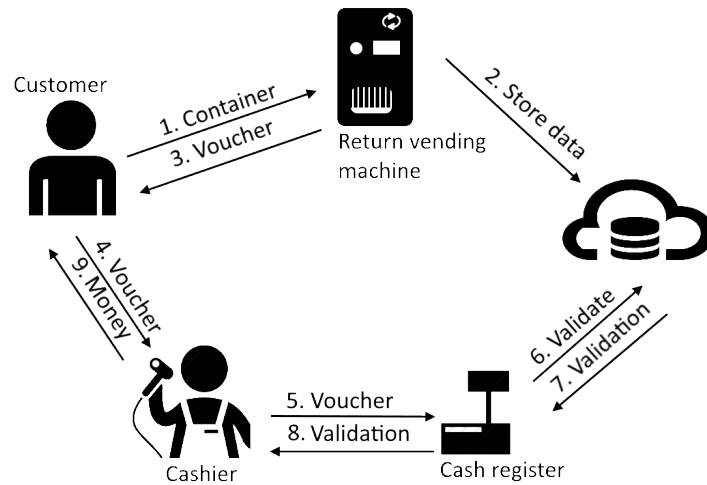 Customer
1. Container
3. Voucher
Return vending
machine
2. Store data
4. Voucher
9. Money
6. Validate
7. Validation
5. Voucher
8. Validation
Cashier
Cash register